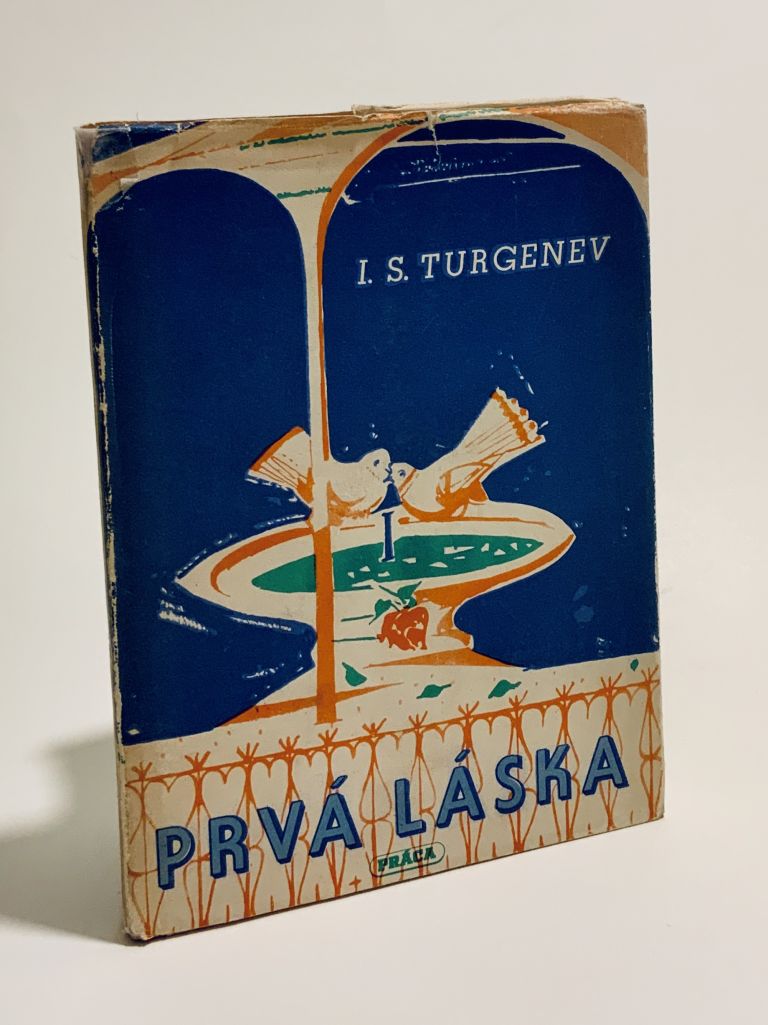 I. S. TURGENEV
PRVÁ LÁSKA
PRÁCA